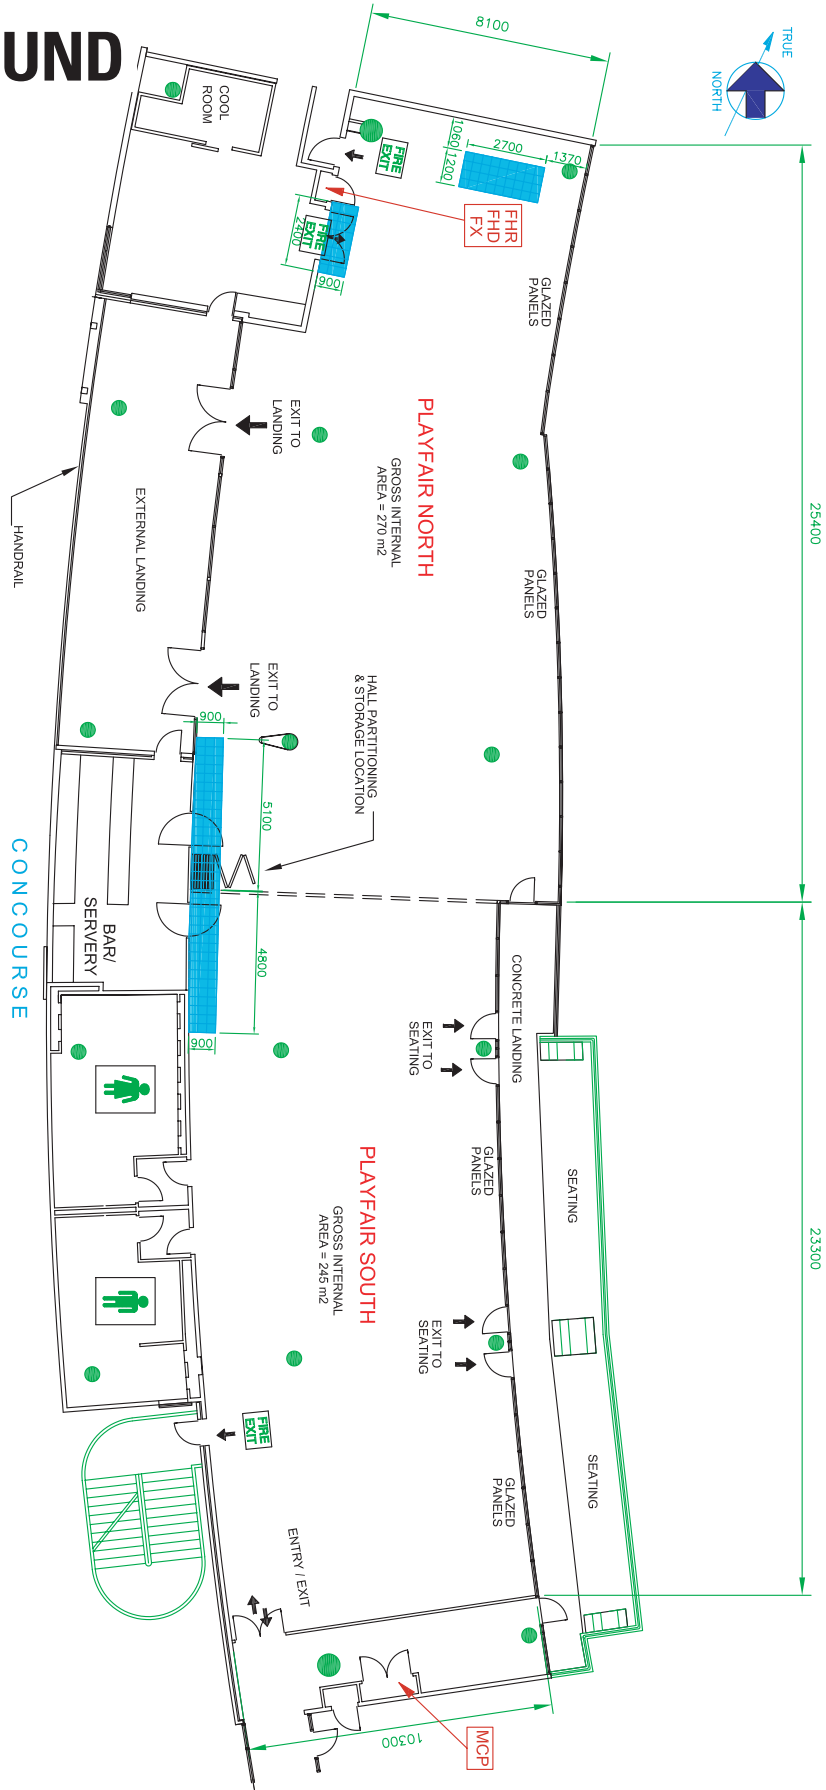 UND
TRUE
NORTH
8100
25400
23300
COOL
ROOM
FIRE
EXIT
1060
1200
2700
1370
FHR
FHD
FX
FIRE
EXIT
2400
900
GLAZED
PANELS
EXIT TO
LANDING
PLAYFAIR NORTH
GROSS INTERNAL
AREA = 270 m2
EXTERNAL LANDING
HANDRAIL
GLAZED
PANELS
EXIT TO
LANDING
HALL PARTITIONING
& STORAGE LOCATION
900
5100
4800
900
BAR/
SERVERY
CONCOURSE
CONCRETE LANDING
EXIT TO
SEATING
GLAZED
PANELS
SEATING
PLAYFAIR SOUTH
GROSS INTERNAL
AREA = 245 m2
EXIT TO
SEATING
SEATING
GLAZED
PANELS
FIRE
EXIT
ENTRY / EXIT
MCP
10300